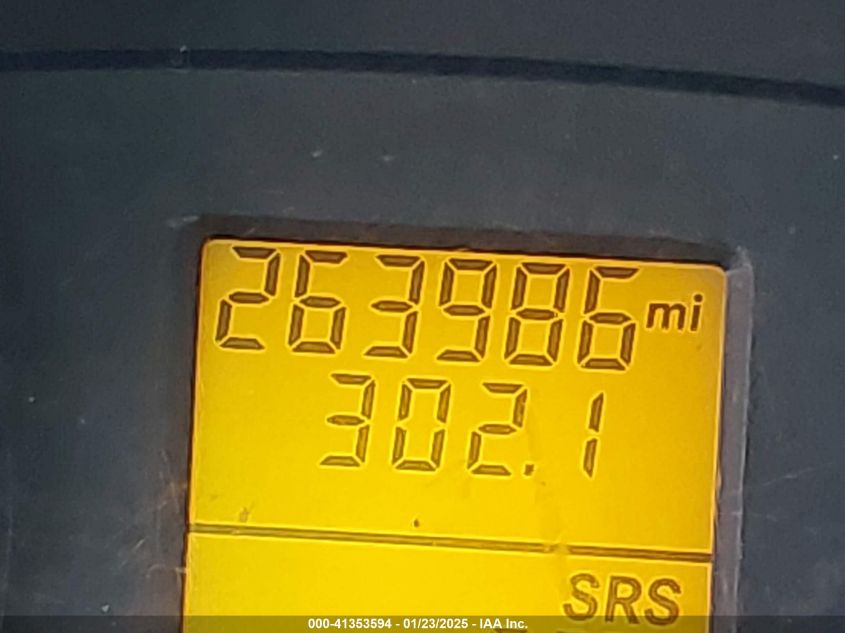 263986 mi
302.1
SRS
000-41353594 - 01/23/2025 - IAA Inc.